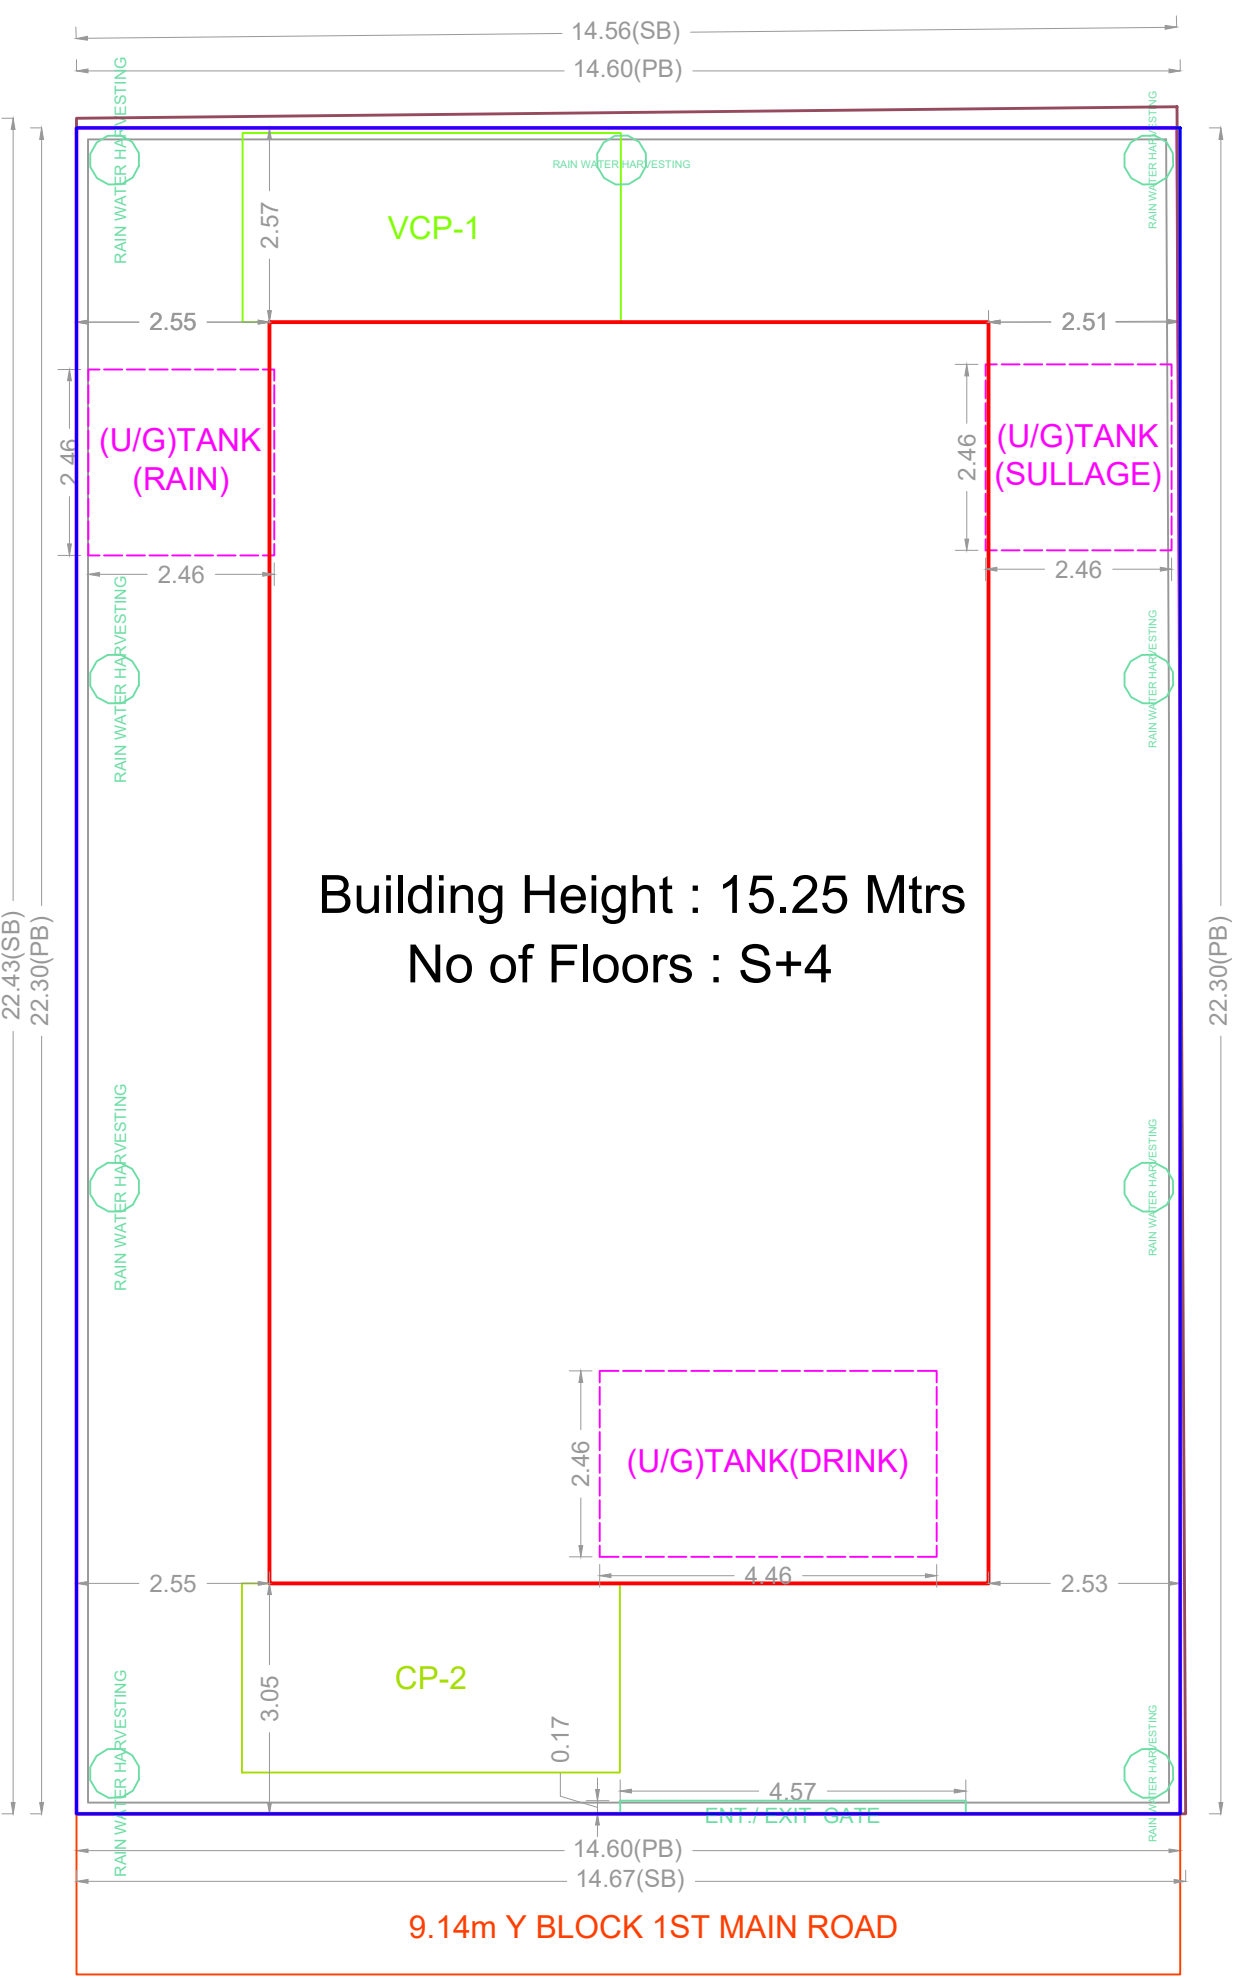 14.56(SB)
14.60(PB)
RAIN WATER HARVESTING
RAIN WATER HARVESTING
RAIN WATER HARVESTING
2.57
VCP-1
2.55
2.51
2.46
(U/G)TANK
(RAIN)
2.46
2.46
(U/G)TANK
(SULLAGE)
2.46
RAIN WATER HARVESTING
RAIN WATER HARVESTING
Building Height : 15.25 Mtrs
No of Floors : S+4
22.43(SB)
22.30(PB)
22.30(PB)
RAIN WATER HARVESTING
RAIN WATER HARVESTING
2.46
(U/G)TANK(DRINK)
4.46
2.55
2.53
3.05
CP-2
0.17
RAIN WATER HARVESTING
RAIN WATER HARVESTING
4.57
ENT./ EXIT GATE
14.60(PB)
14.67(SB)
9.14m Y BLOCK 1ST MAIN ROAD